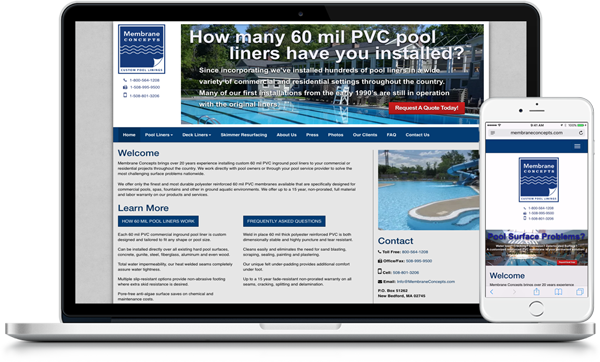 Membrane
CONCEPTS
CUSTOM POOL LININGS
1-800-564-1208
1-508-995-9500
1-508-801-3206
How many 60 mil PVC pool
liners have you installed?
Since incorporating we've installed hundreds of pool liners in a wide
variety of commercial and residential settings throughout the country.
Many of our first installations from the early 1990's are still in operation
with the original liners!
Request A Quote Today!
Home Pool Liners Deck Liners Skimmer Resurfacing About Us Press Photos Our Clients FAQ Contact Us
Welcome
Membrane Concepts brings over 20 years experience installing custom 60 mil PVC inground pool liners to your commercial or
residential projects throughout the country. We work directly with pool owners or through your pool service provider to solve the
most challenging surface problems nationwide.
We offer only the finest and most durable polyester reinforced 60 mil PVC membranes available that are specifically designed for
commercial pools, spas, fountains and other in ground aquatic environments. We offer up to a 15 year, non-prorated, full material
and labor warranty on our products and services.
Learn More
HOW 60 MIL POOL LINERS WORK
Each 60 mil PVC commercial inground pool liner is custom
designed and tailored to fit any shape or pool size.
Can be installed directly over all existing hard pool surfaces,
concrete, gunite, steel, fiberglass, aluminum and even wood.
Total water impermeability, our heat welded seams completely
assure water tightness.
Multiple slip-resistant options provide non-abrasive footing
where extra skid resistance is desired.
Pose-free anti-algae surface saves on chemical and
maintenance costs.
FREQUENTLY ASKED QUESTIONS
Weld in place 60 mil thick polyester reinforced PVC is both
dimensionally stable and highly puncture and tear resistant.
Cleans easily and eliminates the need for sand blasting,
scraping, sealing, painting and plastering.
Our unique felt under-padding provides additional comfort
under foot.
Up to a 15 year fade-resistant non-prorated warranty on all
seams, cracking, splitting and delamination.
Contact
Toll Free: 800-564-1208
Office/Fax: 508-995-9500
Cell: 508-801-3206
Email: Info@MembraneConcepts.com
P.O. Box 51262
New Bedford, MA 02745
9:41 AM
membraneconcepts.com
Membrane
CONCEPTS
CUSTOM POOL LININGS
1-800-564-1208
1-508-995-9500
1-508-801-3206
Pool Surface Problems?
Welcome
Membrane Concepts brings over 20 years experience